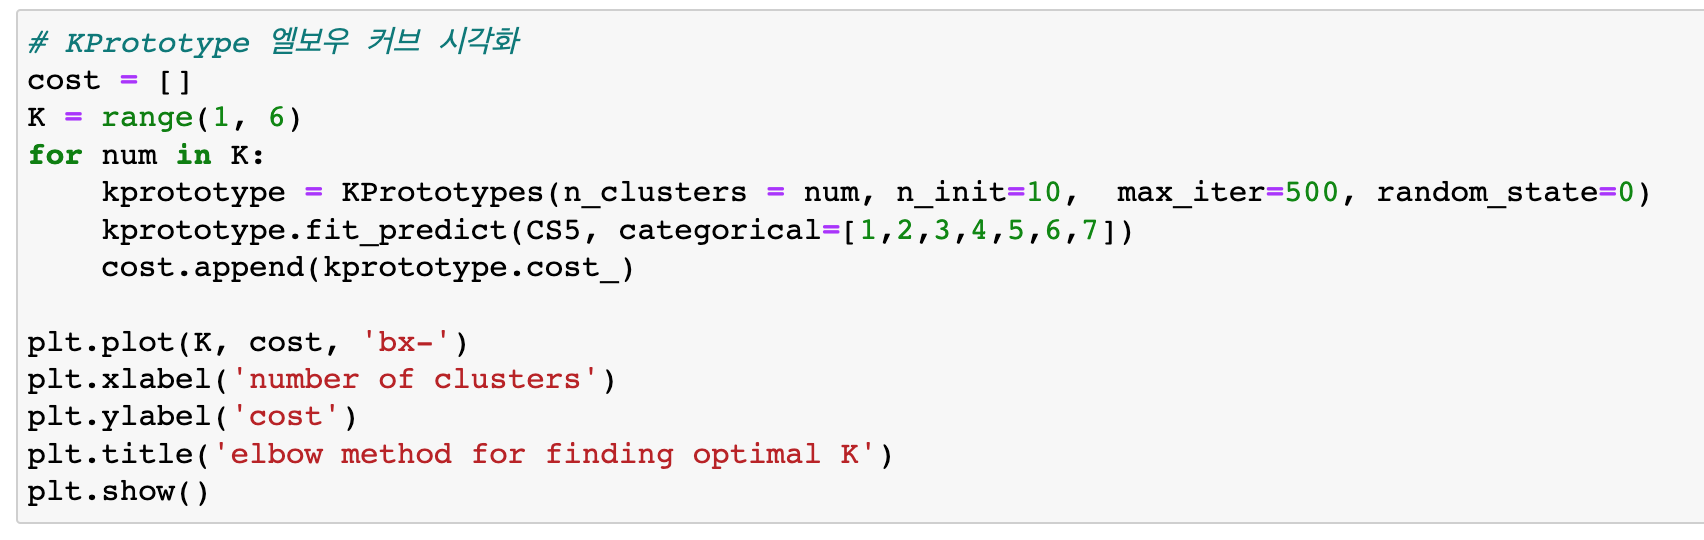 # KPrototype 엘보우 커브 시각화
cost = []
K = range(1, 6)
for num in K:
    kprototype = KPrototypes(n_clusters = num, n_init=10,  max_iter=500, random_state=0)
    kprototype.fit_predict(CS5, categorical=[1,2,3,4,5,6,7])
    cost.append(kprototype.cost_)

plt.plot(K, cost, 'bx-')
plt.xlabel('number of clusters')
plt.ylabel('cost')
plt.title('elbow method for finding optimal K')
plt.show()